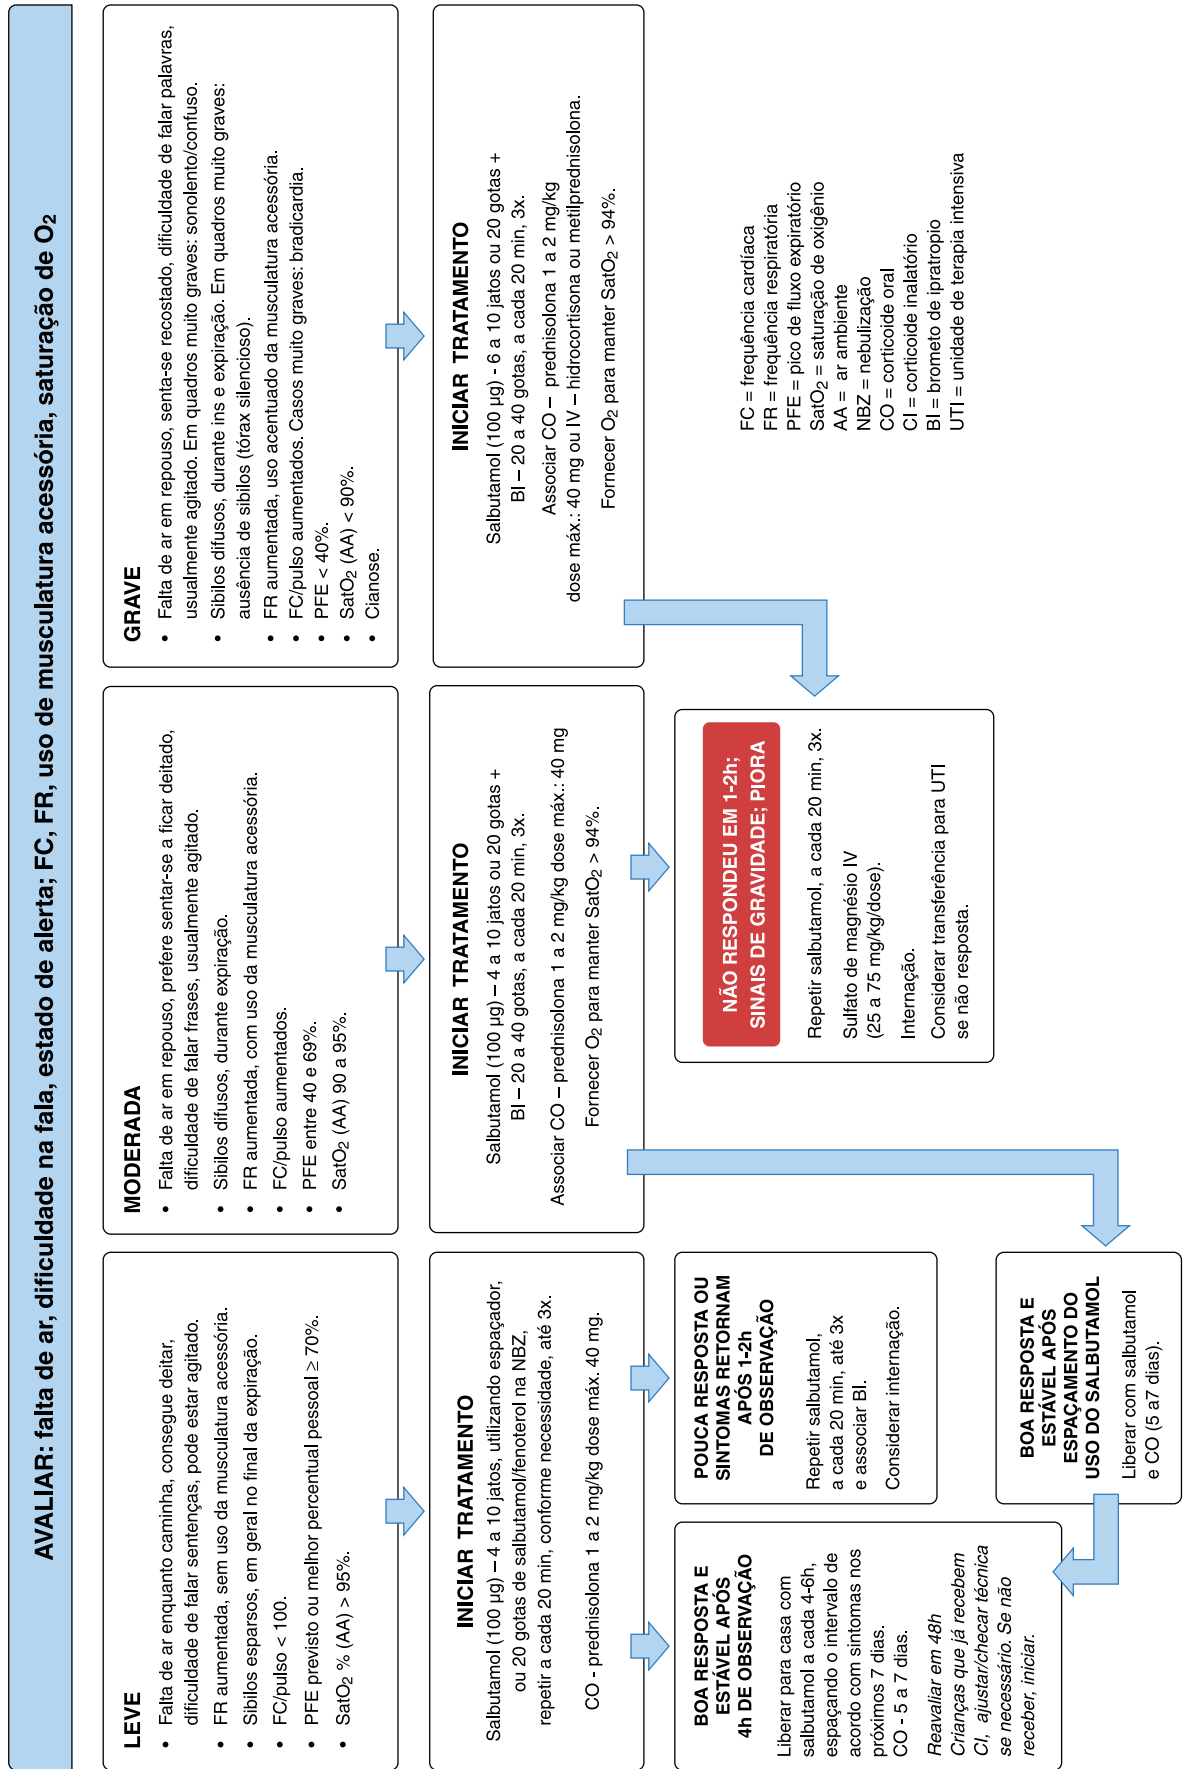 AVALIAR: falta de ar, dificuldade na fala, estado de alerta; FC, FR, uso de musculatura acessória, saturação de O₂
LEVE
• Falta de ar enquanto caminha, consegue deitar,
dificuldade de falar sentenças, pode estar agitado.
• FR aumentada, sem uso da musculatura acessória.
• Sibilos esparsos, em geral no final da expiração.
• FC/pulso < 100.
• PFE previsto ou melhor percentual pessoal ≥ 70%.
• SatO₂ % (AA) > 95%.
MODERADA
• Falta de ar em repouso, prefere sentar-se a ficar deitado,
dificuldade de falar frases, usualmente agitado.
• Sibilos difusos, durante expiração.
• FR aumentada, com uso da musculatura acessória.
• FC/pulso aumentados.
• PFE entre 40 e 69%.
• SatO₂ (AA) 90 a 95%.
GRAVE
• Falta de ar em repouso, senta-se recostado, dificuldade de falar palavras,
usualmente agitado. Em quadros muito graves: sonolento/confuso.
• Sibilos difusos, durante ins e expiração. Em quadros muito graves:
ausência de sibilos (tórax silencioso).
• FR aumentada, uso acentuado da musculatura acessória.
• FC/pulso aumentados. Casos muito graves: bradicardia.
• PFE < 40%.
• SatO₂ (AA) < 90%.
• Cianose.
INICIAR TRATAMENTO
Salbutamol (100 µg) – 4 a 10 jatos, utilizando espaçador,
ou 20 gotas de salbutamol/fenoterol na NBZ,
repetir a cada 20 min, conforme necessidade, até 3x.
CO - prednisolona 1 a 2 mg/kg dose máx. 40 mg.
INICIAR TRATAMENTO
Salbutamol (100 µg) – 4 a 10 jatos ou 20 gotas +
BI – 20 a 40 gotas, a cada 20 min, 3x.
Associar CO – prednisolona 1 a 2 mg/kg dose máx.: 40 mg
Fornecer O₂ para manter SatO₂ > 94%.
INICIAR TRATAMENTO
Salbutamol (100 µg) - 6 a 10 jatos ou 20 gotas +
BI – 20 a 40 gotas, a cada 20 min, 3x.
Associar CO – prednisolona 1 a 2 mg/kg
dose máx.: 40 mg ou IV – hidrocortisona ou metilprednisolona.
Fornecer O₂ para manter SatO₂ > 94%.
BOA RESPOSTA E
ESTÁVEL APÓS
4h DE OBSERVAÇÃO
Liberar para casa com
salbutamol a cada 4-6h,
espaçando o intervalo de
acordo com sintomas nos
próximos 7 dias.
CO - 5 a 7 dias.
Reavaliar em 48h
Crianças que já recebem
CI, ajustar/checar técnica
se necessário. Se não
receber, iniciar.
POUCA RESPOSTA OU
SINTOMAS RETORNAM
APÓS 1-2h
DE OBSERVAÇÃO
Repetir salbutamol,
a cada 20 min, até 3x
e associar BI.
Considerar internação.
NÃO RESPONDEU EM 1-2h;
SINAIS DE GRAVIDADE; PIORA
Repetir salbutamol, a cada 20 min, 3x.
Sulfato de magnésio IV
(25 a 75 mg/kg/dose).
Internação.
Considerar transferência para UTI
se não resposta.
BOA RESPOSTA E
ESTÁVEL APÓS
ESPAÇAMENTO DO
USO DO SALBUTAMOL
Liberar com salbutamol
e CO (5 a7 dias).
FC = frequência cardíaca
FR = frequência respiratória
PFE = pico de fluxo expiratório
SatO₂ = saturação de oxigênio
AA = ar ambiente
NBZ = nebulização
CO = corticoide oral
CI = corticoide inalatório
BI = brometo de ipratropio
UTI = unidade de terapia intensiva